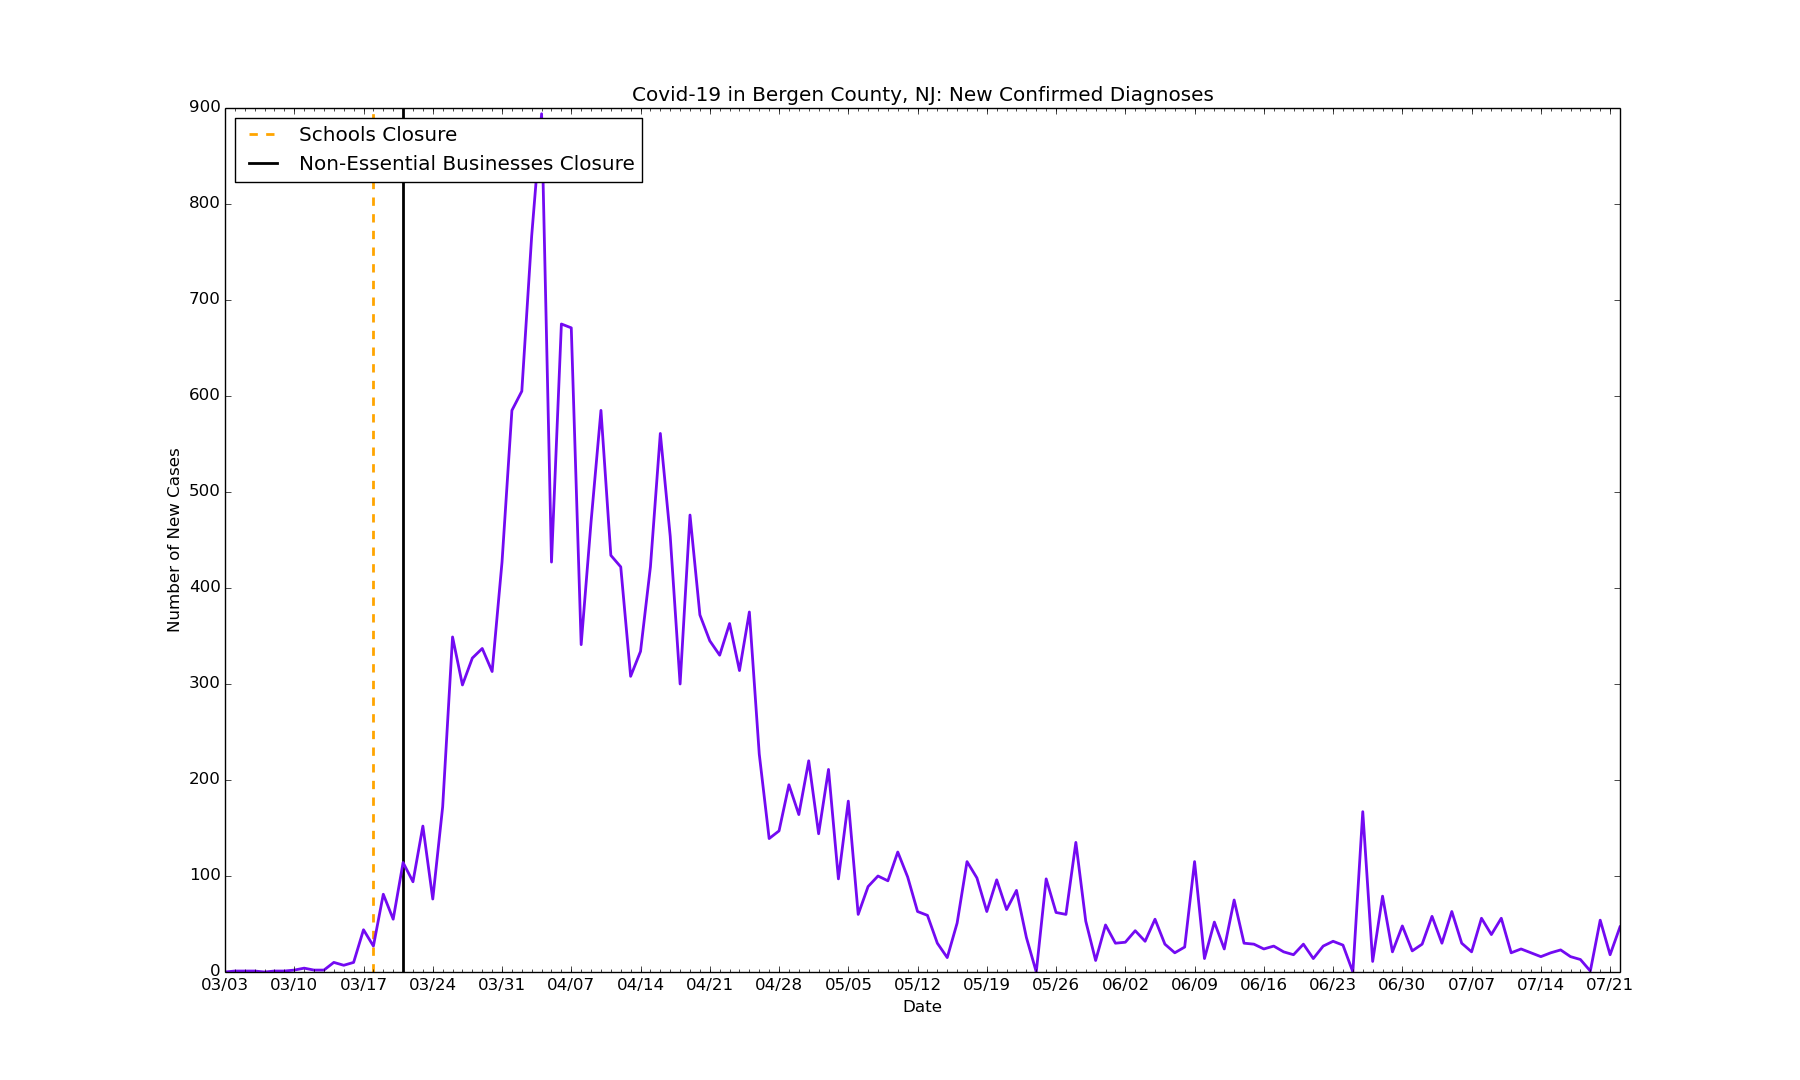 Covid-19 in Bergen County, NJ: New Confirmed Diagnoses
Schools Closure
Non-Essential Businesses Closure
900
800
700
600
500
400
300
200
100
0
Number of New Cases
03/03 03/10 03/17 03/24 03/31 04/07 04/14 04/21 04/28 05/05 05/12 05/19 05/26 06/02 06/09 06/16 06/23 06/30 07/07 07/14 07/21
Date